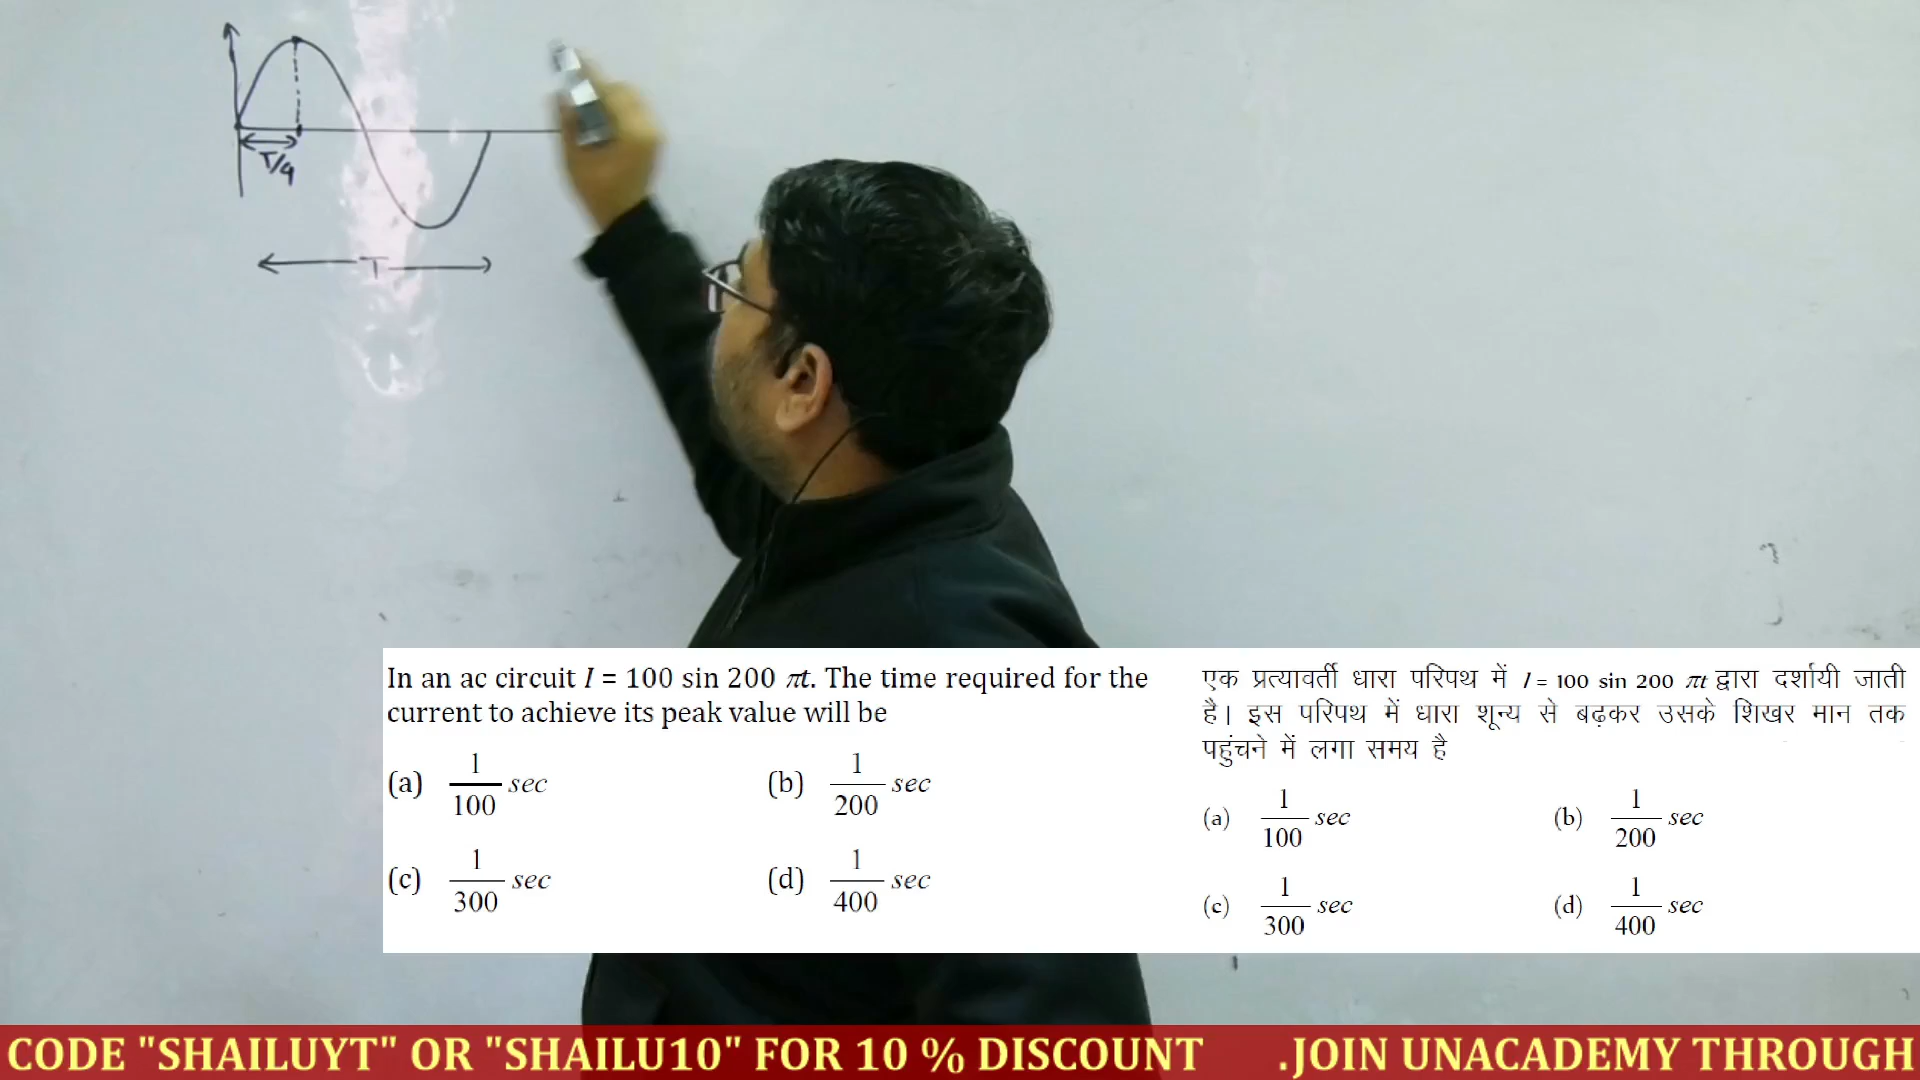 T/4
T
In an ac circuit I = 100 sin 200 πt. The time required for the
current to achieve its peak value will be
(a) 1/100 sec (b) 1/200 sec
(c) 1/300 sec (d) 1/400 sec
एक प्रत्यावर्ती धारा परिपथ में I = 100 sin 200 πt द्वारा दर्शायी जाती
है। इस परिपथ में धारा शून्य से बढ़कर उसके शिखर मान तक
पहुंचने में लगा समय है
(a) 1/100 sec (b) 1/200 sec
(c) 1/300 sec (d) 1/400 sec
CODE "SHAILUYT" OR "SHAILU10" FOR 10 % DISCOUNT .JOIN UNACADEMY THROUGH